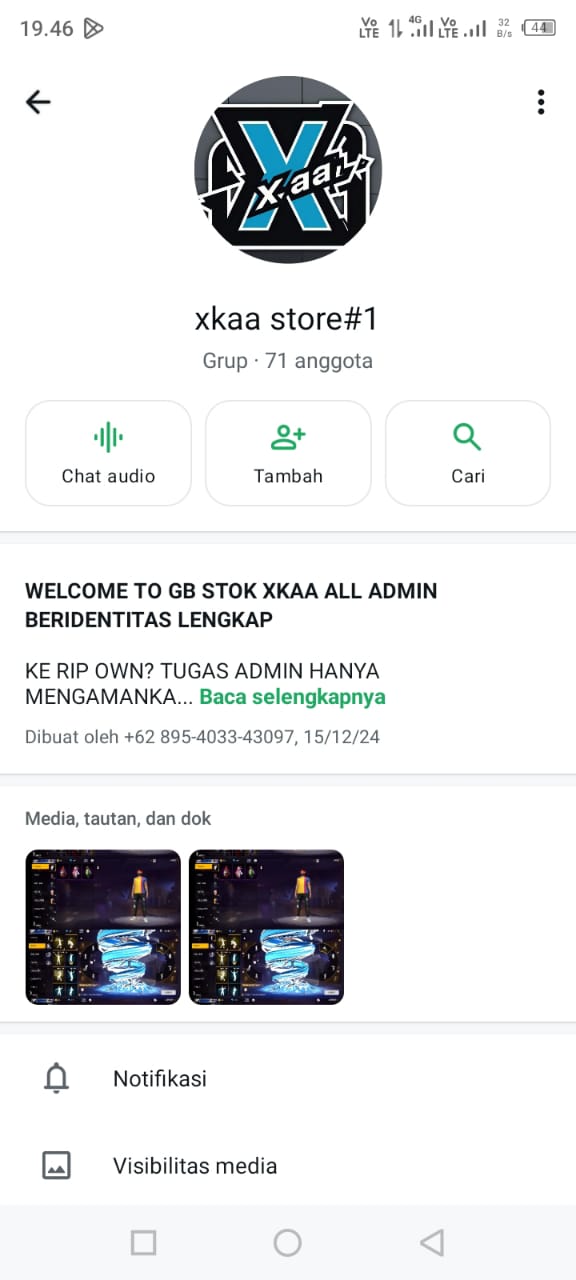 19.46
Vo
LTE
4G
Vo
LTE
32
B/s
44
X
xkaa store#1
Grup · 71 anggota
Chat audio
Tambah
Cari
WELCOME TO GB STOK XKAA ALL ADMIN
BERIDENTITAS LENGKAP
KE RIP OWN? TUGAS ADMIN HANYA
MENGAMANKA... Baca selengkapnya
Dibuat oleh +62 895-4033-43097, 15/12/24
Media, tautan, dan dok
Notifikasi
Visibilitas media